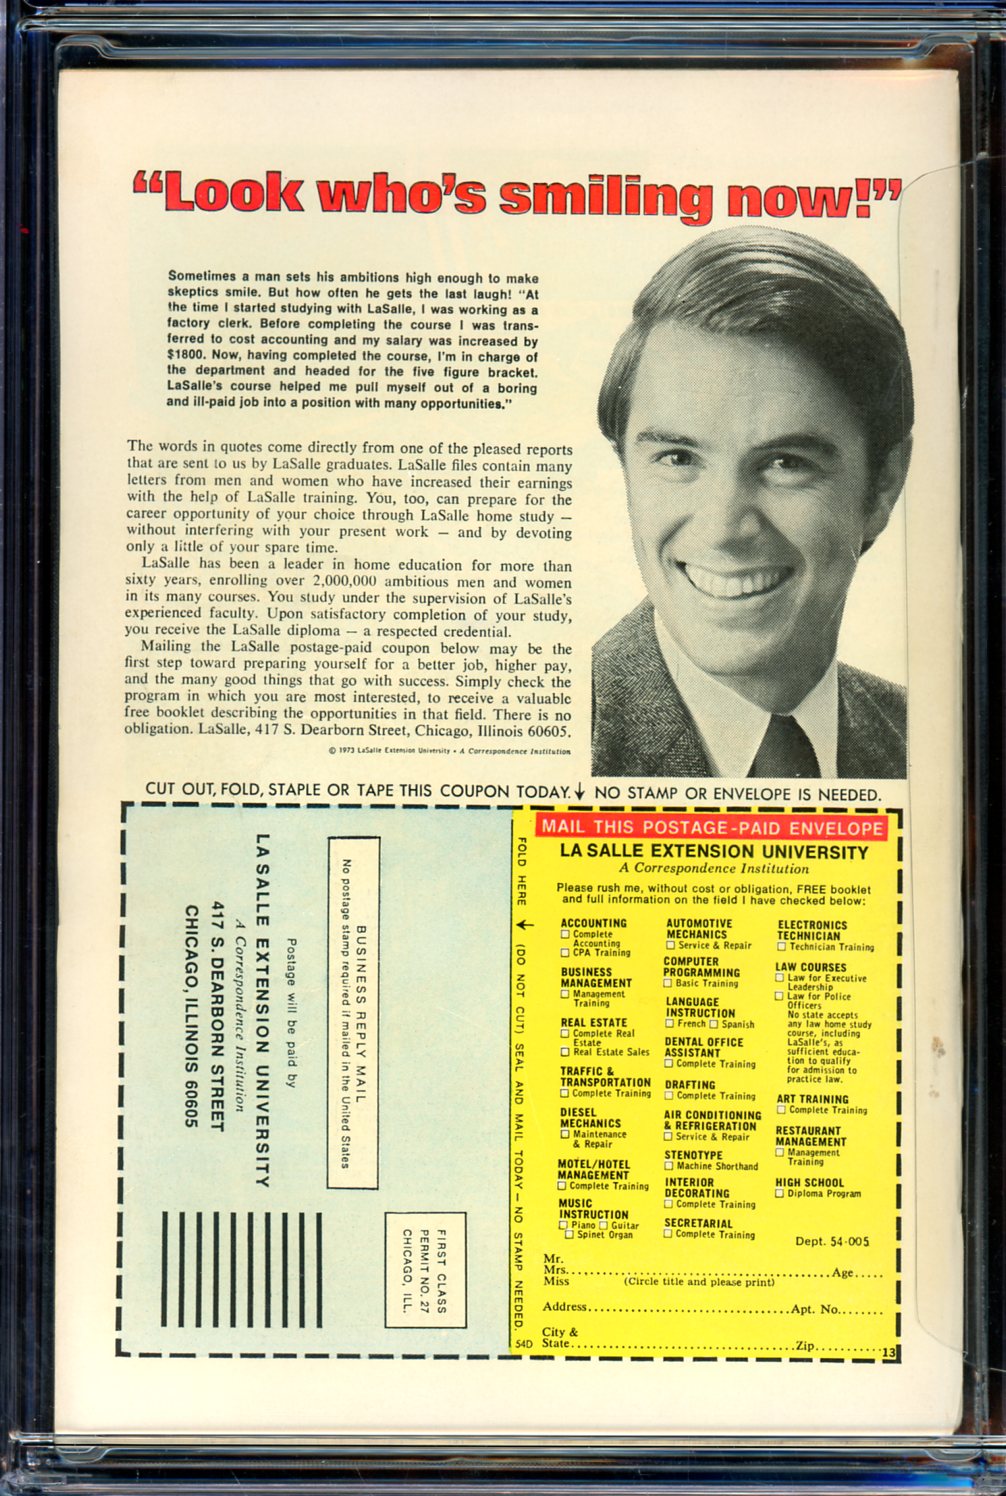 “Look who’s smiling now!”
Sometimes a man sets his ambitions high enough to make
skeptics smile. But how often he gets the last laugh! “At
the time I started studying with LaSalle, I was working as a
factory clerk. Before completing the course I was trans-
ferred to cost accounting and my salary was increased by
$1800. Now, having completed the course, I’m in charge of
the department and headed for the five figure bracket.
LaSalle’s course helped me pull myself out of a boring
and ill-paid job into a position with many opportunities.”
The words in quotes come directly from one of the pleased reports
that are sent to us by LaSalle graduates. LaSalle files contain many
letters from men and women who have increased their earnings
with the help of LaSalle training. You, too, can prepare for the
career opportunity of your choice through LaSalle home study —
without interfering with your present work — and by devoting
only a little of your spare time.
LaSalle has been a leader in home education for more than
sixty years, enrolling over 2,000,000 ambitious men and women
in its many courses. You study under the supervision of LaSalle’s
experienced faculty. Upon satisfactory completion of your study,
you receive the LaSalle diploma — a respected credential.
Mailing the LaSalle postage-paid coupon below may be the
first step toward preparing yourself for a better job, higher pay,
and the many good things that go with success. Simply check the
program in which you are most interested, to receive a valuable
free booklet describing the opportunities in that field. There is no
obligation. LaSalle, 417 S. Dearborn Street, Chicago, Illinois 60605.
© 1973 LaSalle Extension University • A Correspondence Institution
CUT OUT, FOLD, STAPLE OR TAPE THIS COUPON TODAY. ↓ NO STAMP OR ENVELOPE IS NEEDED.
FIRST CLASS
PERMIT NO. 27
CHICAGO, ILL.
BUSINESS REPLY MAIL
No postage stamp required if mailed in the United States
Postage will be paid by
LA SALLE EXTENSION UNIVERSITY
A Correspondence Institution
417 S. DEARBORN STREET
CHICAGO, ILLINOIS 60605
FOLD HERE ↓ (DO NOT CUT) SEAL AND MAIL TODAY — NO STAMP NEEDED.
54D
MAIL THIS POSTAGE-PAID ENVELOPE
LA SALLE EXTENSION UNIVERSITY
A Correspondence Institution
Please rush me, without cost or obligation, FREE booklet
and full information on the field I have checked below:
ACCOUNTING
☐ Complete
Accounting
☐ CPA Training
BUSINESS
MANAGEMENT
☐ Management
Training
REAL ESTATE
☐ Complete Real
Estate
☐ Real Estate Sales
TRAFFIC &
TRANSPORTATION
☐ Complete Training
DIESEL
MECHANICS
☐ Maintenance
& Repair
MOTEL/HOTEL
MANAGEMENT
☐ Complete Training
MUSIC
INSTRUCTION
☐ Piano ☐ Guitar
☐ Spinet Organ
AUTOMOTIVE
MECHANICS
☐ Service & Repair
COMPUTER
PROGRAMMING
☐ Basic Training
LANGUAGE
INSTRUCTION
☐ French ☐ Spanish
DENTAL OFFICE
ASSISTANT
☐ Complete Training
DRAFTING
☐ Complete Training
AIR CONDITIONING
& REFRIGERATION
☐ Service & Repair
STENOTYPE
☐ Machine Shorthand
INTERIOR
DECORATING
☐ Complete Training
SECRETARIAL
☐ Complete Training
ELECTRONICS
TECHNICIAN
☐ Technician Training
LAW COURSES
☐ Law for Executive
Leadership
☐ Law for Police
Officers
No state accepts
any law home study
course, including
LaSalle’s, as
sufficient educa-
tion to qualify
for admission to
practice law.
ART TRAINING
☐ Complete Training
RESTAURANT
MANAGEMENT
☐ Management
Training
HIGH SCHOOL
☐ Diploma Program
Dept. 54-005
Mr.
Mrs. Age
Miss (Circle title and please print)
Address Apt. No.
City &
State Zip
13